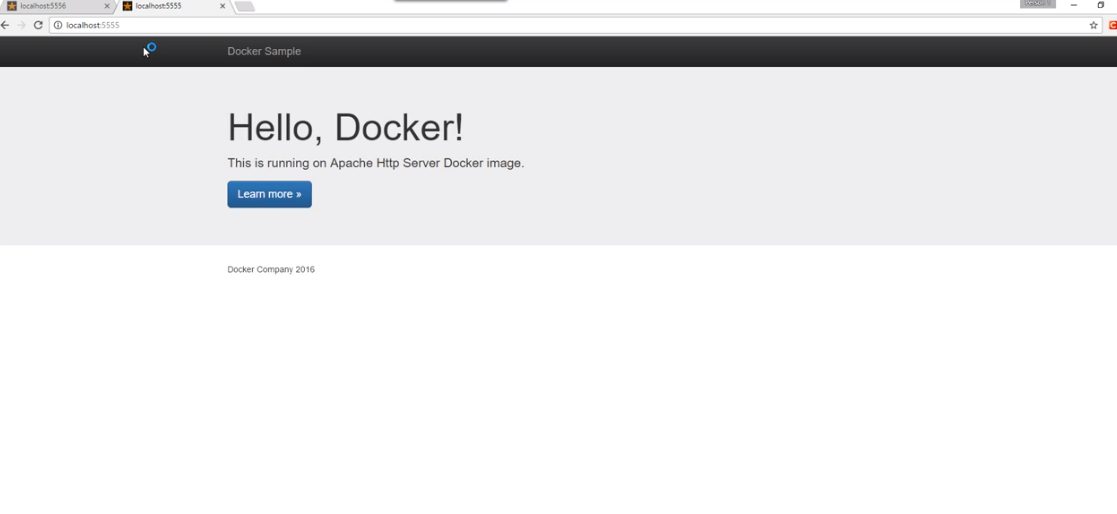 localhost:5556
localhost:5555
localhost:5555
Docker Sample
Hello, Docker!
This is running on Apache Http Server Docker image.
Learn more »
Docker Company 2016